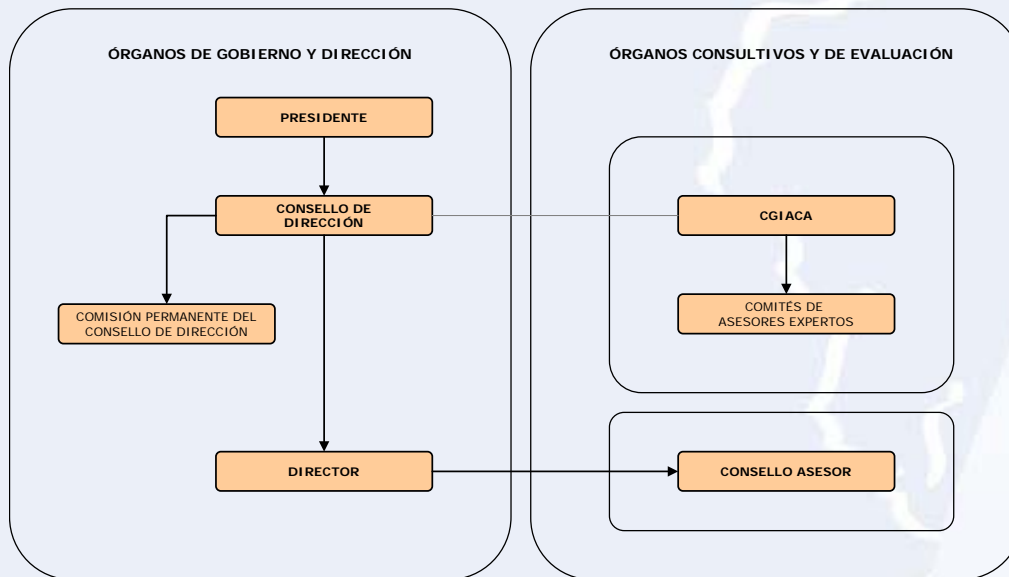 ÓRGANOS DE GOBIERNO Y DIRECCIÓN
PRESIDENTE
CONSELLO DE
DIRECCIÓN
COMISIÓN PERMANENTE DEL
CONSELLO DE DIRECCIÓN
DIRECTOR
ÓRGANOS CONSULTIVOS Y DE EVALUACIÓN
CGIACA
COMITÉS DE
ASESORES EXPERTOS
CONSELLO ASESOR